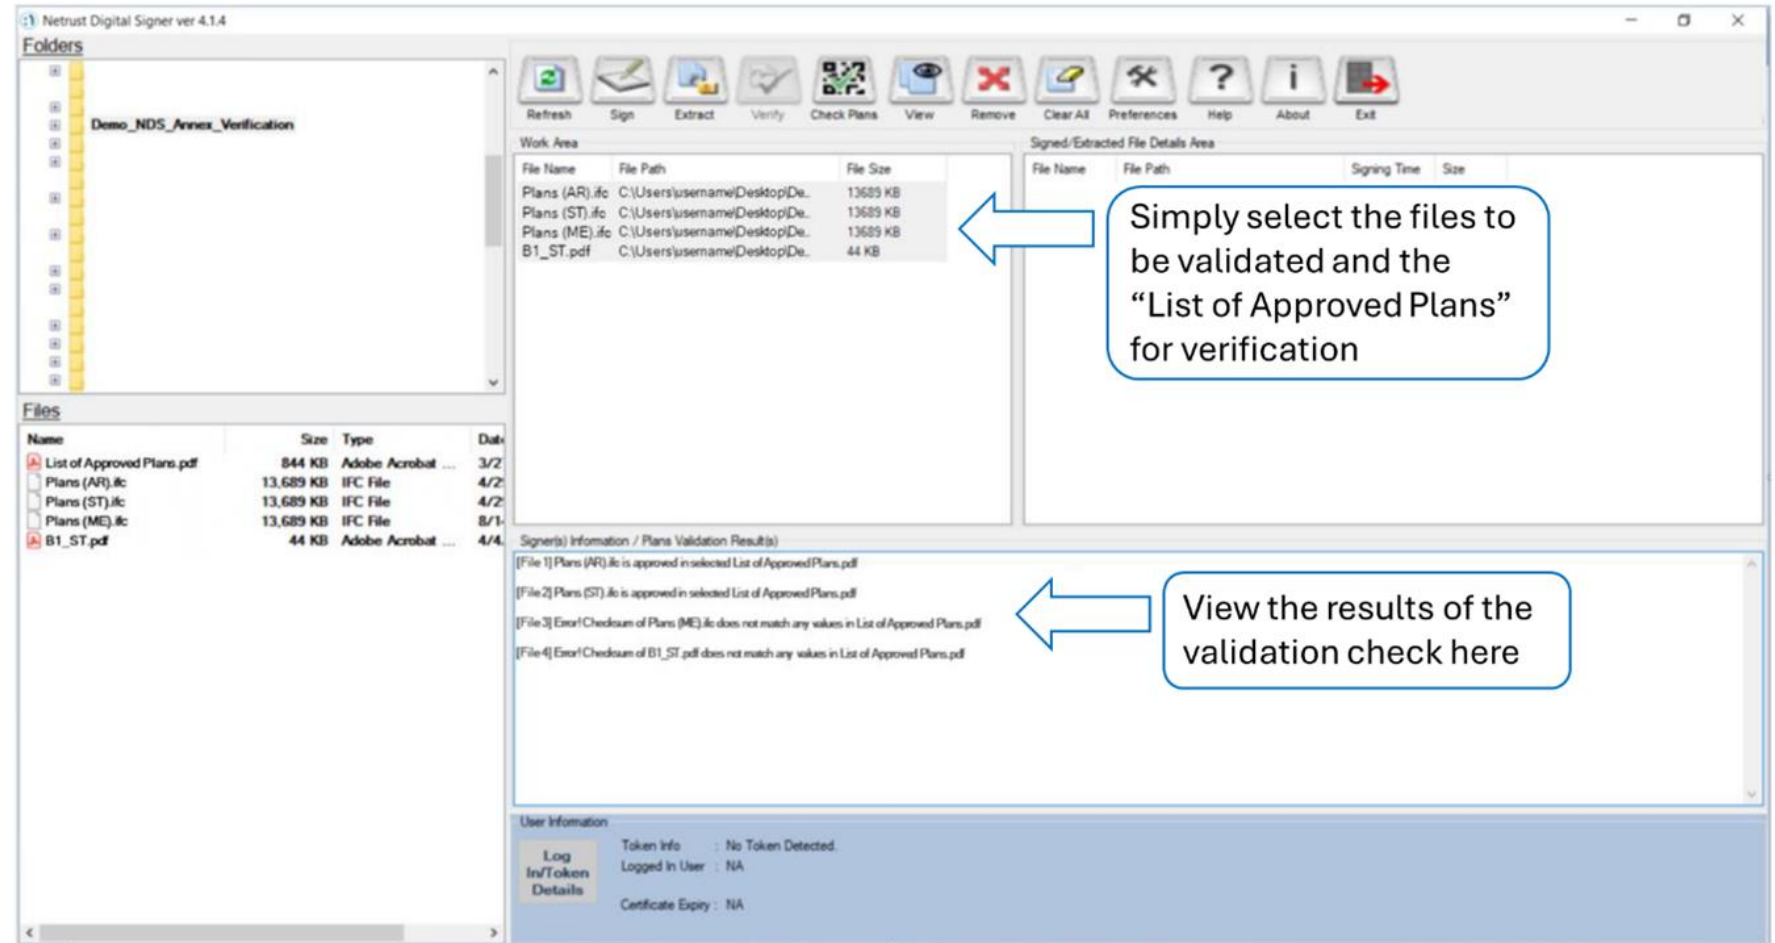 Netrust Digital Signer ver 4.1.4
Folders
Demo_NDS_Annex_Verification
Refresh Sign Extract Verify Check Plans View Remove Clear All Preferences Help About Exit
Work Area
File Name File Path File Size
Plans (AR).ifc C:\Users\username\Desktop\De.. 13689 KB
Plans (ST).ifc C:\Users\username\Desktop\De.. 13689 KB
Plans (ME).ifc C:\Users\username\Desktop\De.. 13689 KB
B1_ST.pdf C:\Users\username\Desktop\De.. 44 KB
Signed/Extracted File Details Area
File Name File Path Signing Time Size
Simply select the files to
be validated and the
“List of Approved Plans”
for verification
Files
Name Size Type Date
List of Approved Plans.pdf 844 KB Adobe Acrobat ... 3/2
Plans (AR).ifc 13,689 KB IFC File 4/2
Plans (ST).ifc 13,689 KB IFC File 4/2
Plans (ME).ifc 13,689 KB IFC File 8/1
B1_ST.pdf 44 KB Adobe Acrobat ... 4/4
Signer(s) Information / Plans Validation Result(s)
[File 1] Plans (AR).ifc is approved in selected List of Approved Plans.pdf
[File 2] Plans (ST).ifc is approved in selected List of Approved Plans.pdf
[File 3] Error! Checksum of Plans (ME).ifc does not match any values in List of Approved Plans.pdf
[File 4] Error! Checksum of B1_ST.pdf does not match any values in List of Approved Plans.pdf
View the results of the
validation check here
User Information
Log
In/Token
Details
Token Info : No Token Detected.
Logged In User : NA
Certificate Expiry : NA